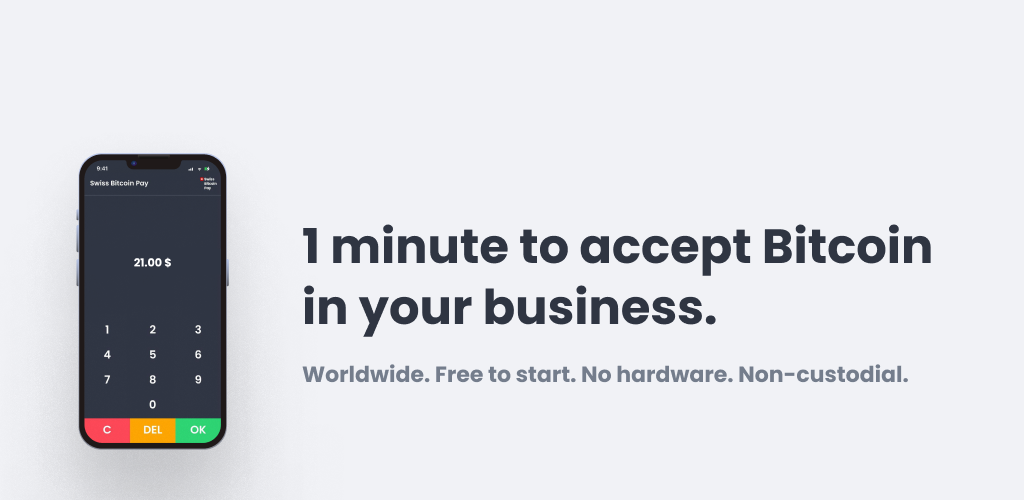 9:41
Swiss Bitcoin Pay
Swiss
Bitcoin
Pay
21.00 $
1 2 3
4 5 6
7 8 9
0
C DEL OK
1 minute to accept Bitcoin
in your business.
Worldwide. Free to start. No hardware. Non-custodial.